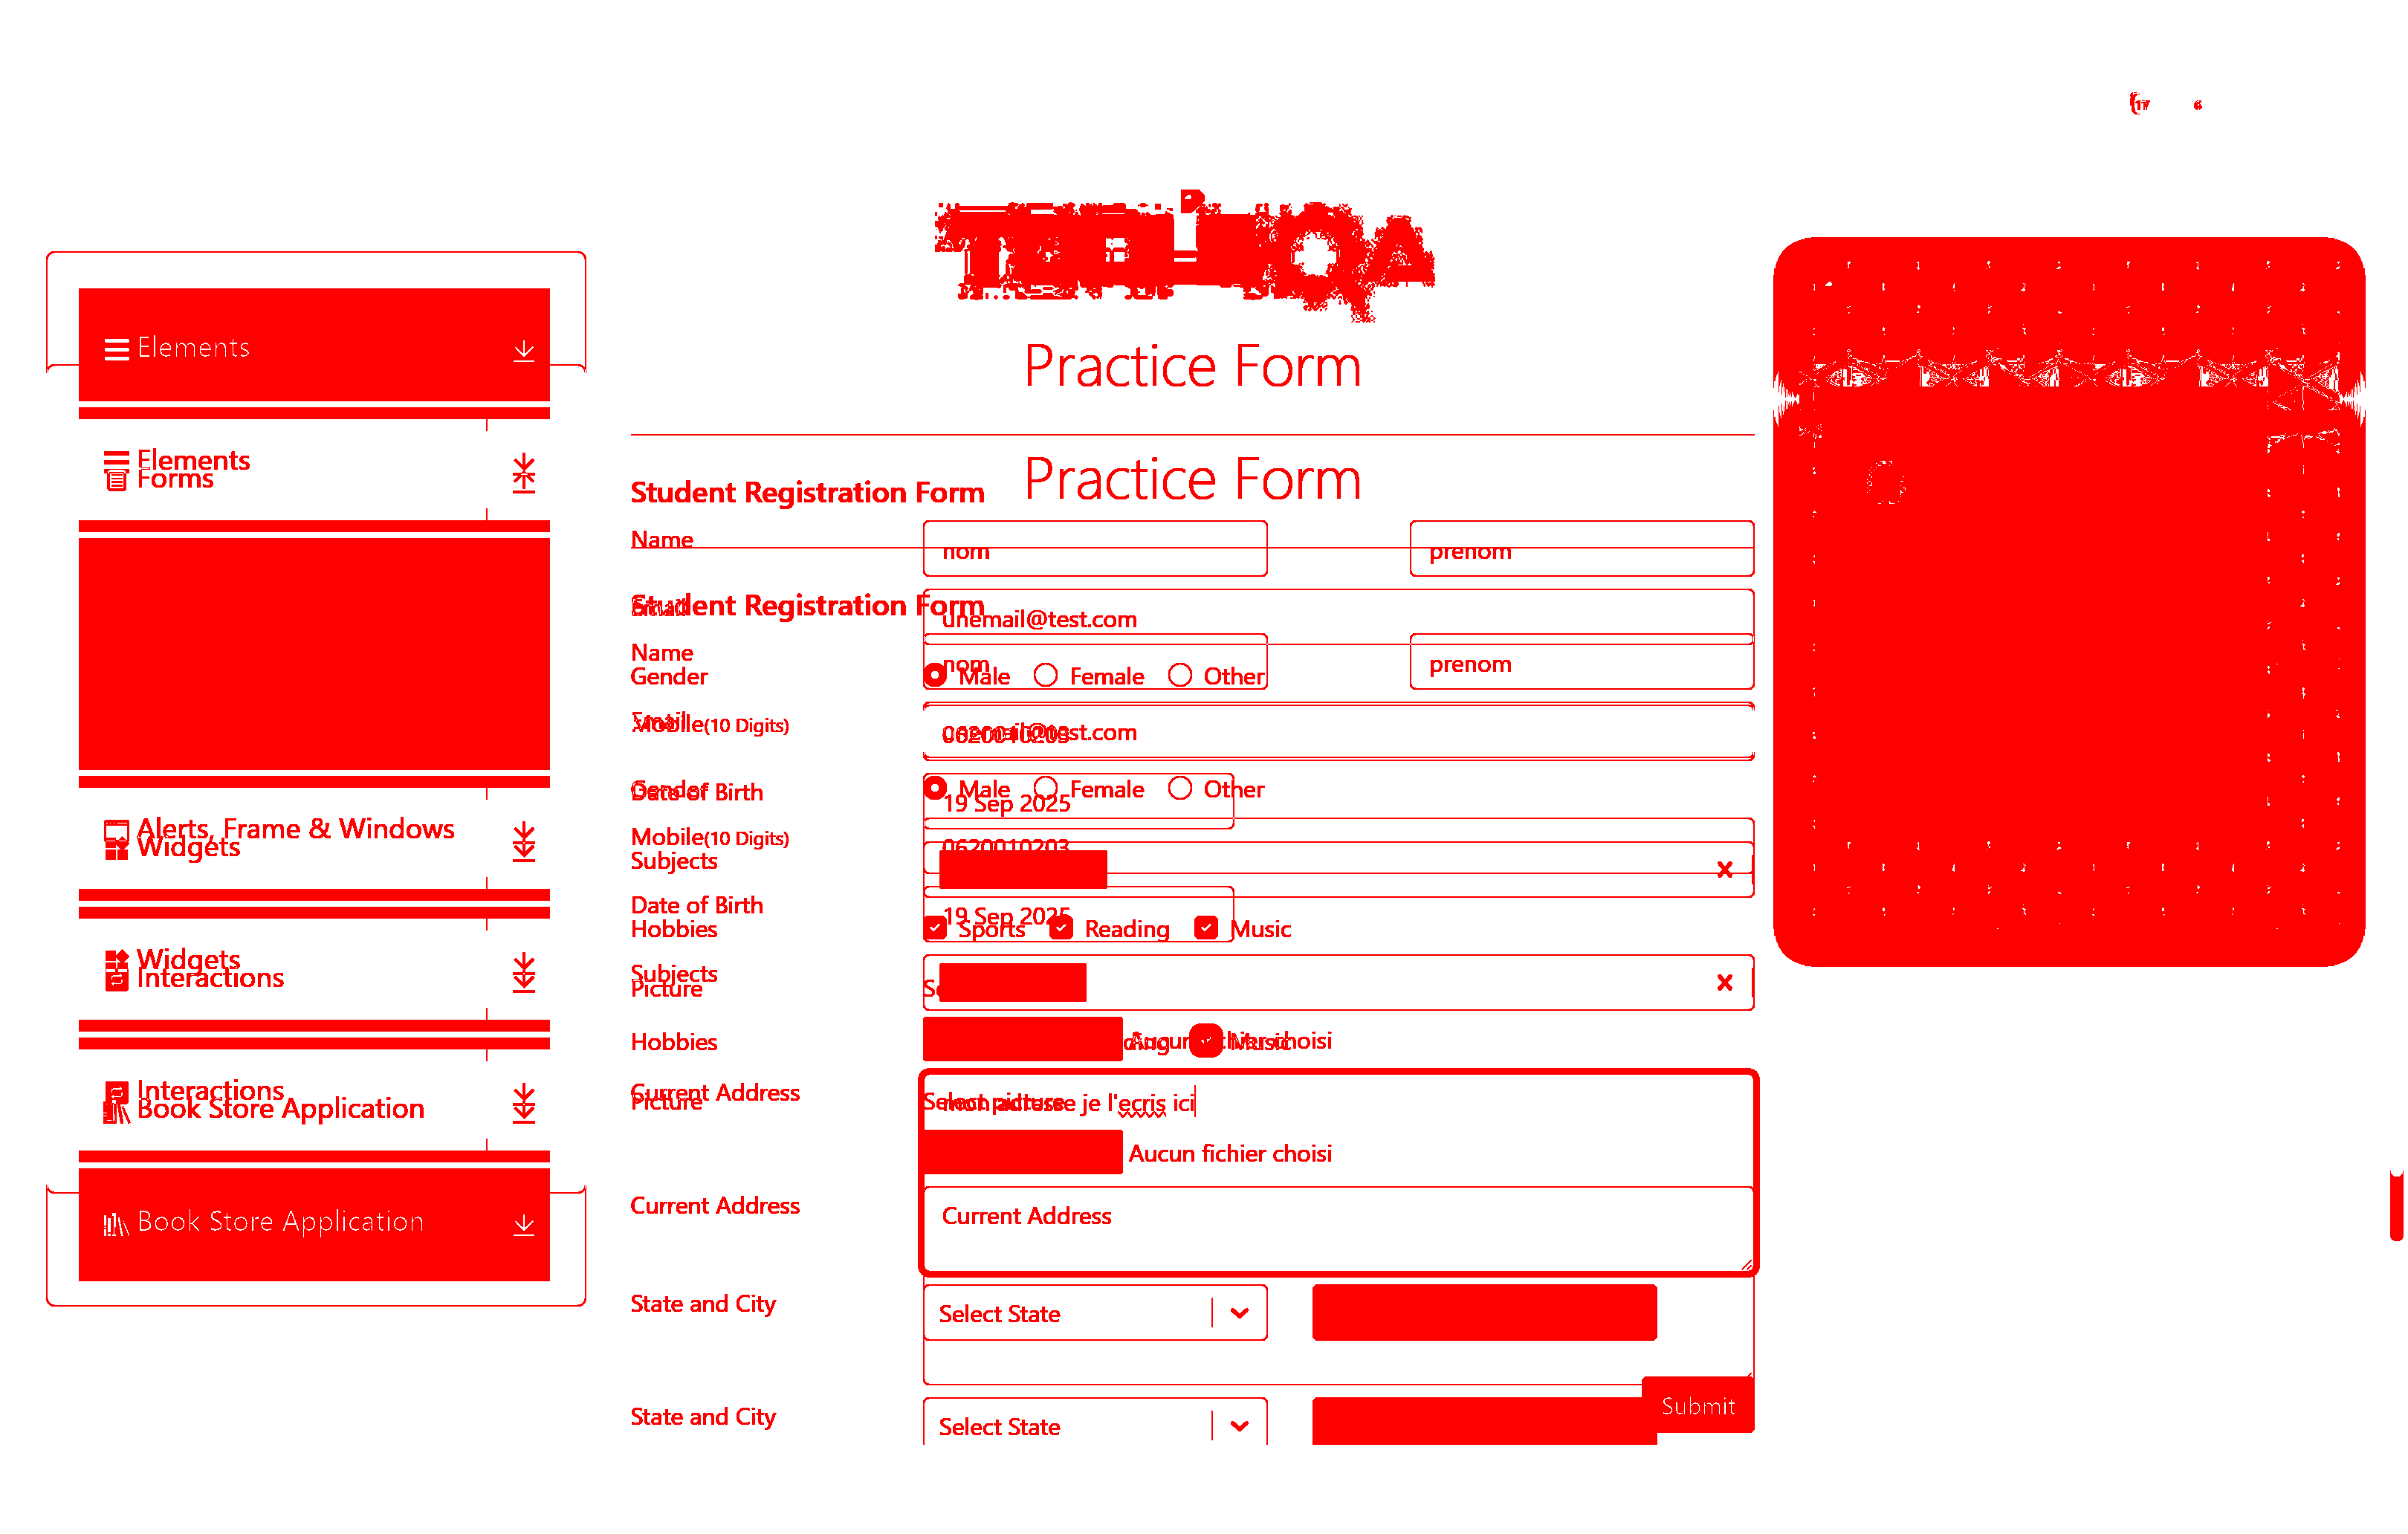 Elements
Practice Form
Elements
Forms
Practice Form
Student Registration Form
Name
nom
prenom
Student Registration Form
Email
unemail@test.com
Name
nom
prenom
Gender
Male Female Other
Email
Mobile(10 Digits)
unemail@test.com
0620010203
Gender
Date of Birth
Male Female Other
19 Sep 2025
Alerts, Frame & Windows
Widgets
Mobile(10 Digits)
0620010203
Subjects
Date of Birth
19 Sep 2025
Hobbies
Sports Reading Music
Widgets
Interactions
Subjects
Picture
Hobbies
Music
Aucun fichier choisi
Interactions
Book Store Application
Current Address
Picture
Select picture
mon adresse je l'ecris ici
Aucun fichier choisi
Current Address
Current Address
Book Store Application
State and City
Select State
Submit
State and City
Select State